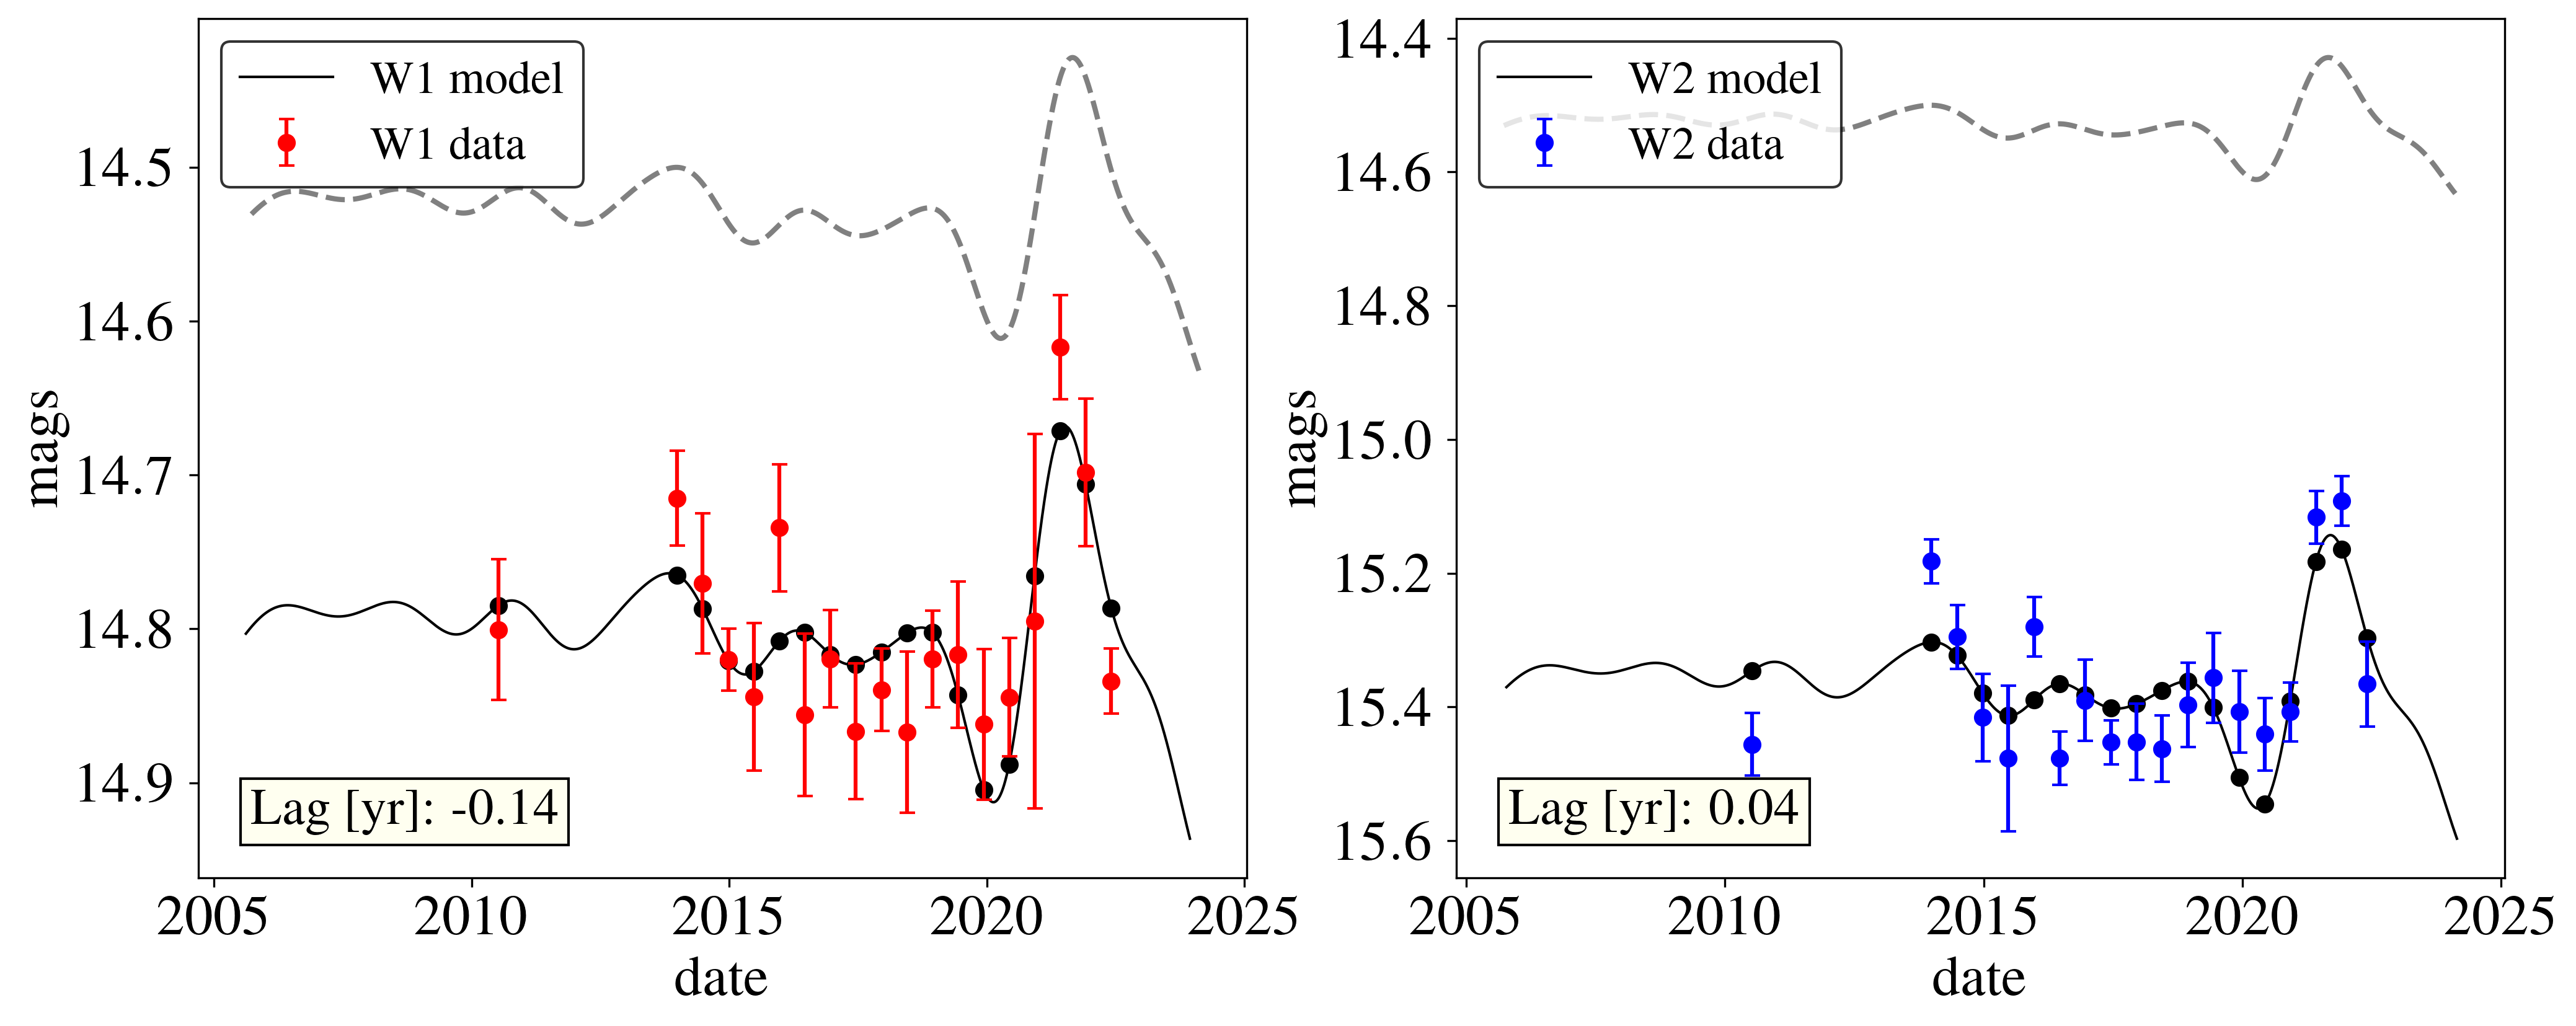 W1 model
W1 data
14.5
14.6
14.7
14.8
14.9
mags
Lag [yr]: -0.14
2005
2010
2015
2020
2025
date
W2 model
W2 data
14.4
14.6
14.8
15.0
15.2
15.4
15.6
mags
Lag [yr]: 0.04
2005
2010
2015
2020
2025
date